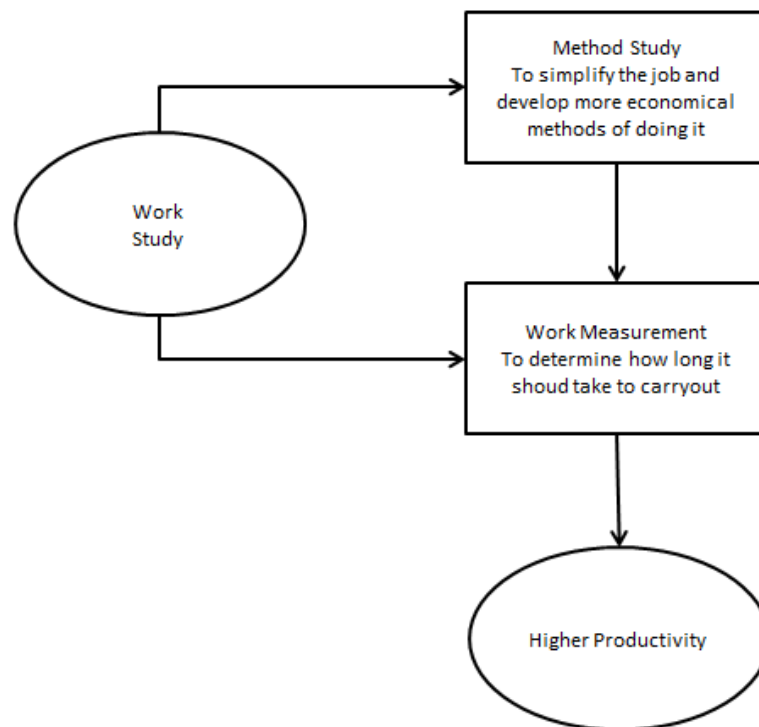 Method Study
To simplify the job and
develop more economical
methods of doing it
Work
Study
Work Measurement
To determine how long it
shoud take to carryout
Higher Productivity